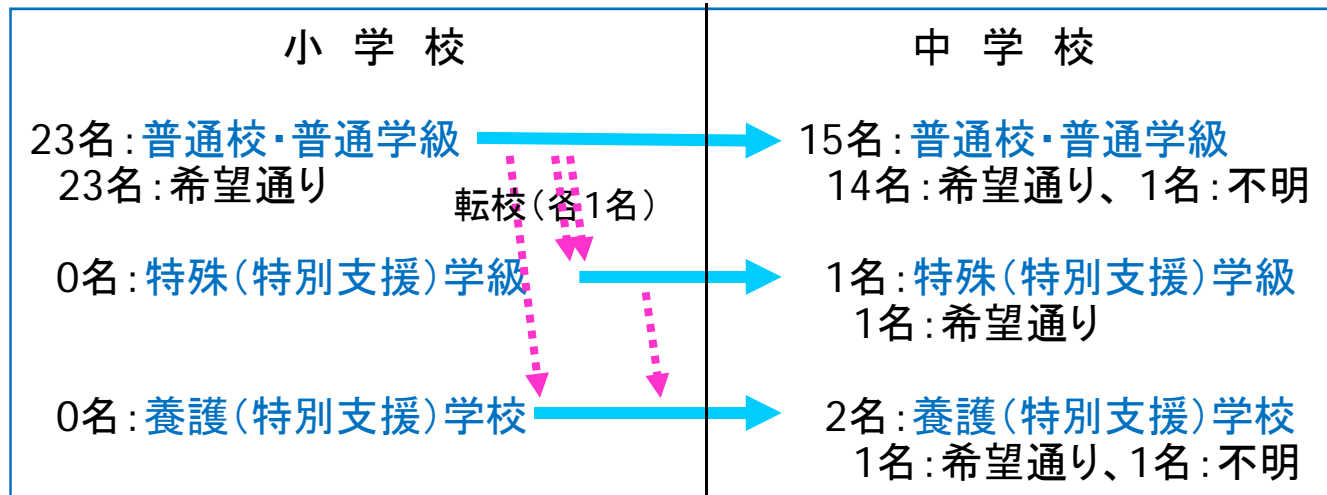 小 学 校
23名：普通校・普通学級
23名：希望通り
転校（各1名）
0名：特殊（特別支援）学級
0名：養護（特別支援）学校
中 学 校
15名：普通校・普通学級
14名：希望通り、1名：不明
1名：特殊（特別支援）学級
1名：希望通り
2名：養護（特別支援）学校
1名：希望通り、1名：不明